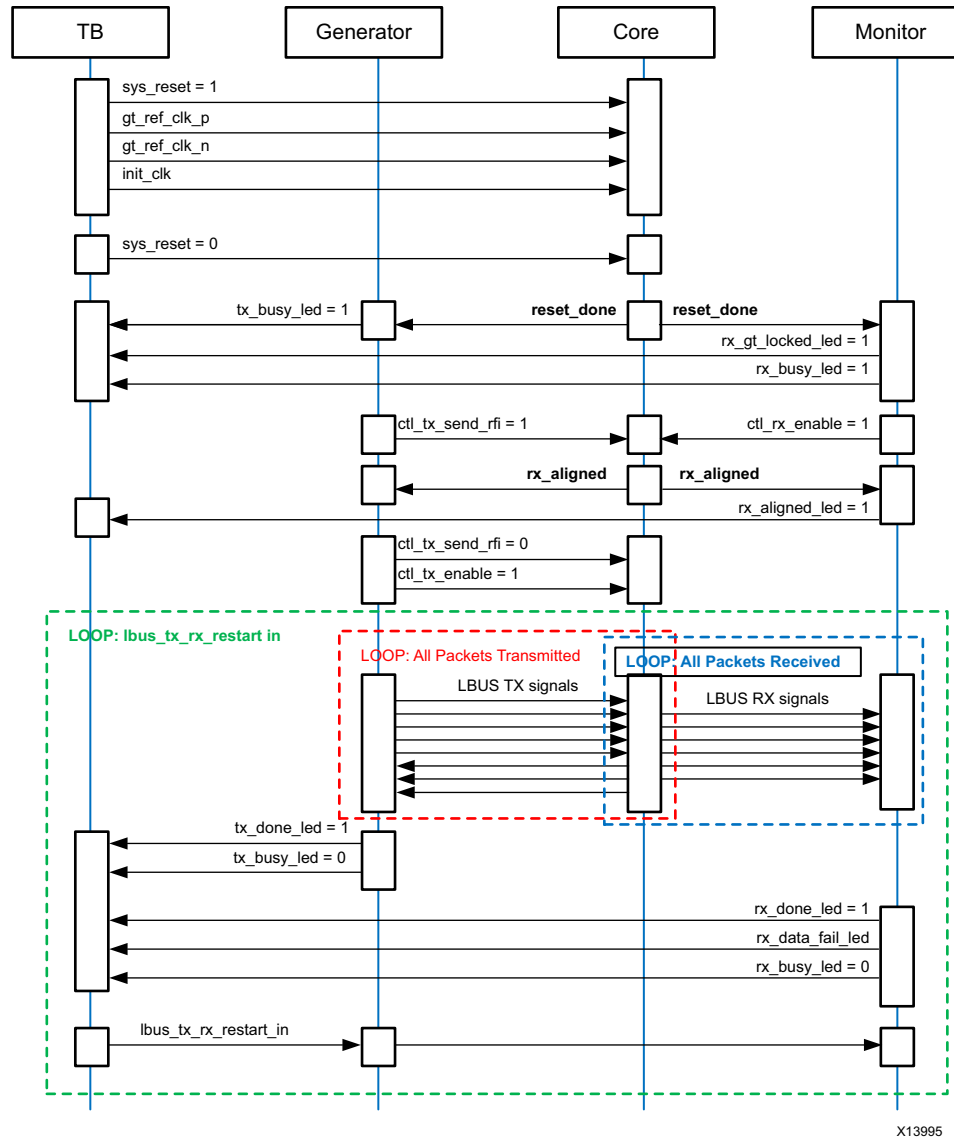 TB
Generator
Core
Monitor
sys_reset = 1
gt_ref_clk_p
gt_ref_clk_n
init_clk
sys_reset = 0
tx_busy_led = 1
reset_done
reset_done
rx_gt_locked_led = 1
rx_busy_led = 1
ctl_tx_send_rfi = 1
ctl_rx_enable = 1
rx_aligned
rx_aligned
rx_aligned_led = 1
ctl_tx_send_rfi = 0
ctl_tx_enable = 1
LOOP: lbus_tx_rx_restart in
LOOP: All Packets Transmitted
LOOP: All Packets Received
LBUS TX signals
LBUS RX signals
tx_done_led = 1
tx_busy_led = 0
rx_done_led = 1
rx_data_fail_led
rx_busy_led = 0
lbus_tx_rx_restart_in
X13995